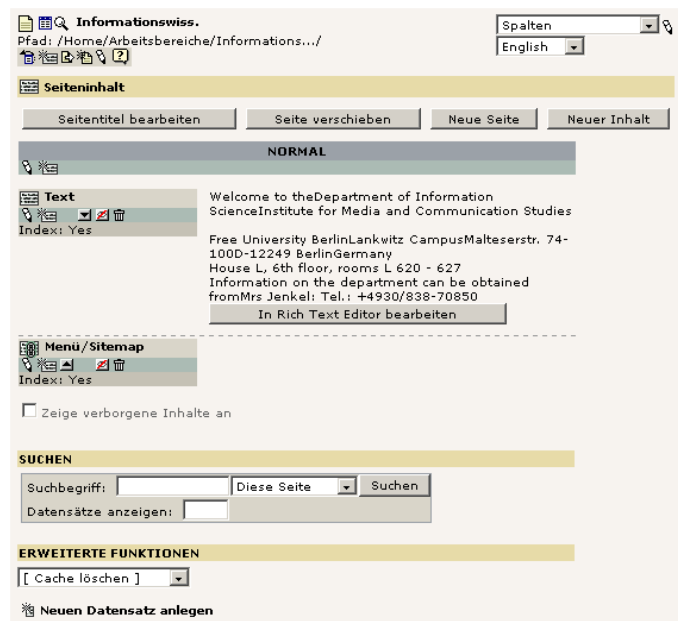 Informationswiss.
Spalten
Pfad: /Home/Arbeitsbereiche/Informations.../
English
Seiteninhalt
Seitentitel bearbeiten
Seite verschieben
Neue Seite
Neuer Inhalt
NORMAL
Text
Index: Yes
Welcome to theDepartment of Information
ScienceInstitute for Media and Communication Studies
Free University BerlinLankwitz CampusMalteserstr. 74-
100D-12249 BerlinGermany
House L, 6th floor, rooms L 620 - 627
Information on the department can be obtained
fromMrs Jenkel: Tel.: +4930/838-70850
In Rich Text Editor bearbeiten
Menü/Sitemap
Index: Yes
Zeige verborgene Inhalte an
SUCHEN
Suchbegriff:
Diese Seite
Suchen
Datensätze anzeigen:
ERWEITERTE FUNKTIONEN
[ Cache löschen ]
Neuen Datensatz anlegen